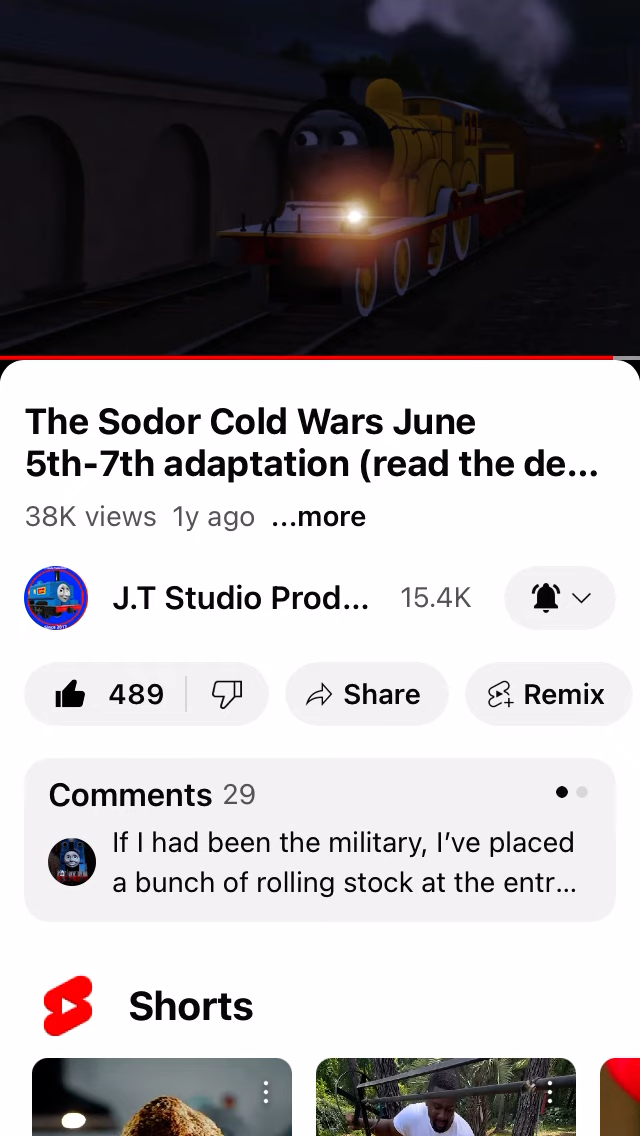 The Sodor Cold Wars June
5th-7th adaptation (read the de...
38K views 1y ago ...more
J.T Studio Prod... 15.4K
489 Share Remix
Comments 29
If I had been the military, I've placed
a bunch of rolling stock at the entr...
Shorts